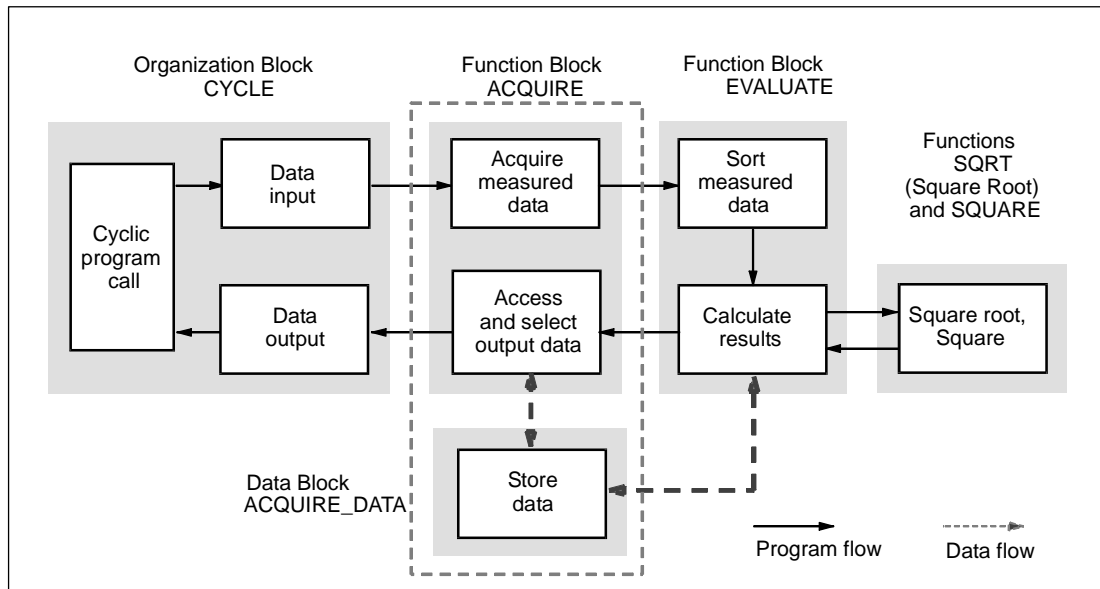 Organization Block
CYCLE
Function Block
ACQUIRE
Function Block
EVALUATE
Functions
SQRT
(Square Root)
and SQUARE
Cyclic
program
call
Data
input
Acquire
measured
data
Sort
measured
data
Data
output
Access
and select
output data
Calculate
results
Square root,
Square
Data Block
ACQUIRE_DATA
Store
data
Program flow
Data flow